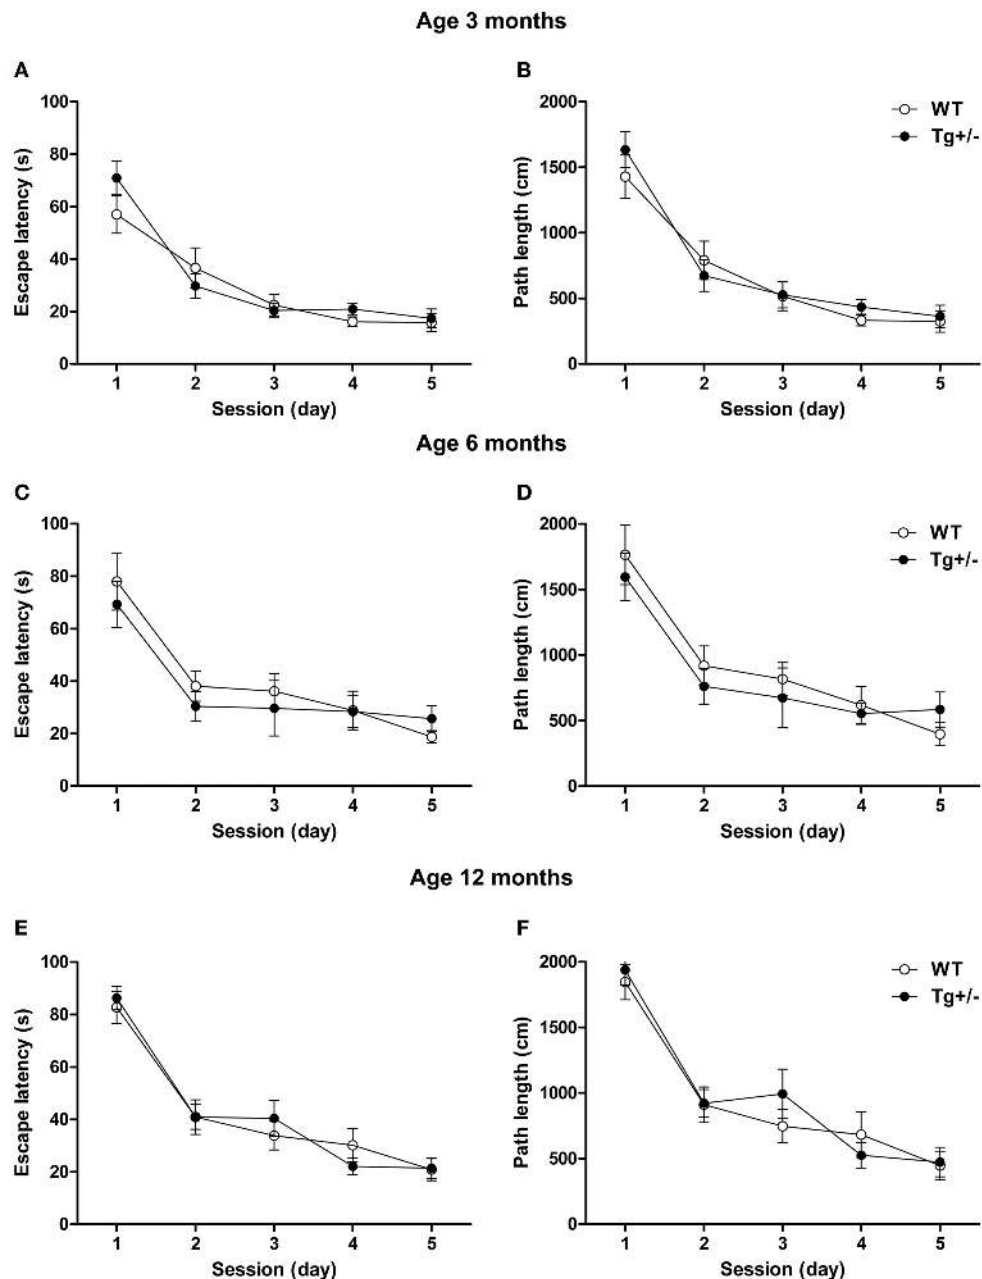 Age 3 months
A
B
100
80
60
40
20
0
Escape latency (s)
1 2 3 4 5
Session (day)
2000
1500
1000
500
0
Path length (cm)
WT
Tg+/-
1 2 3 4 5
Session (day)
Age 6 months
C
D
100
80
60
40
20
0
Escape latency (s)
1 2 3 4 5
Session (day)
2000
1500
1000
500
0
Path length (cm)
WT
Tg+/-
1 2 3 4 5
Session (day)
Age 12 months
E
F
100
80
60
40
20
0
Escape latency (s)
1 2 3 4 5
Session (day)
2000
1500
1000
500
0
Path length (cm)
WT
Tg+/-
1 2 3 4 5
Session (day)